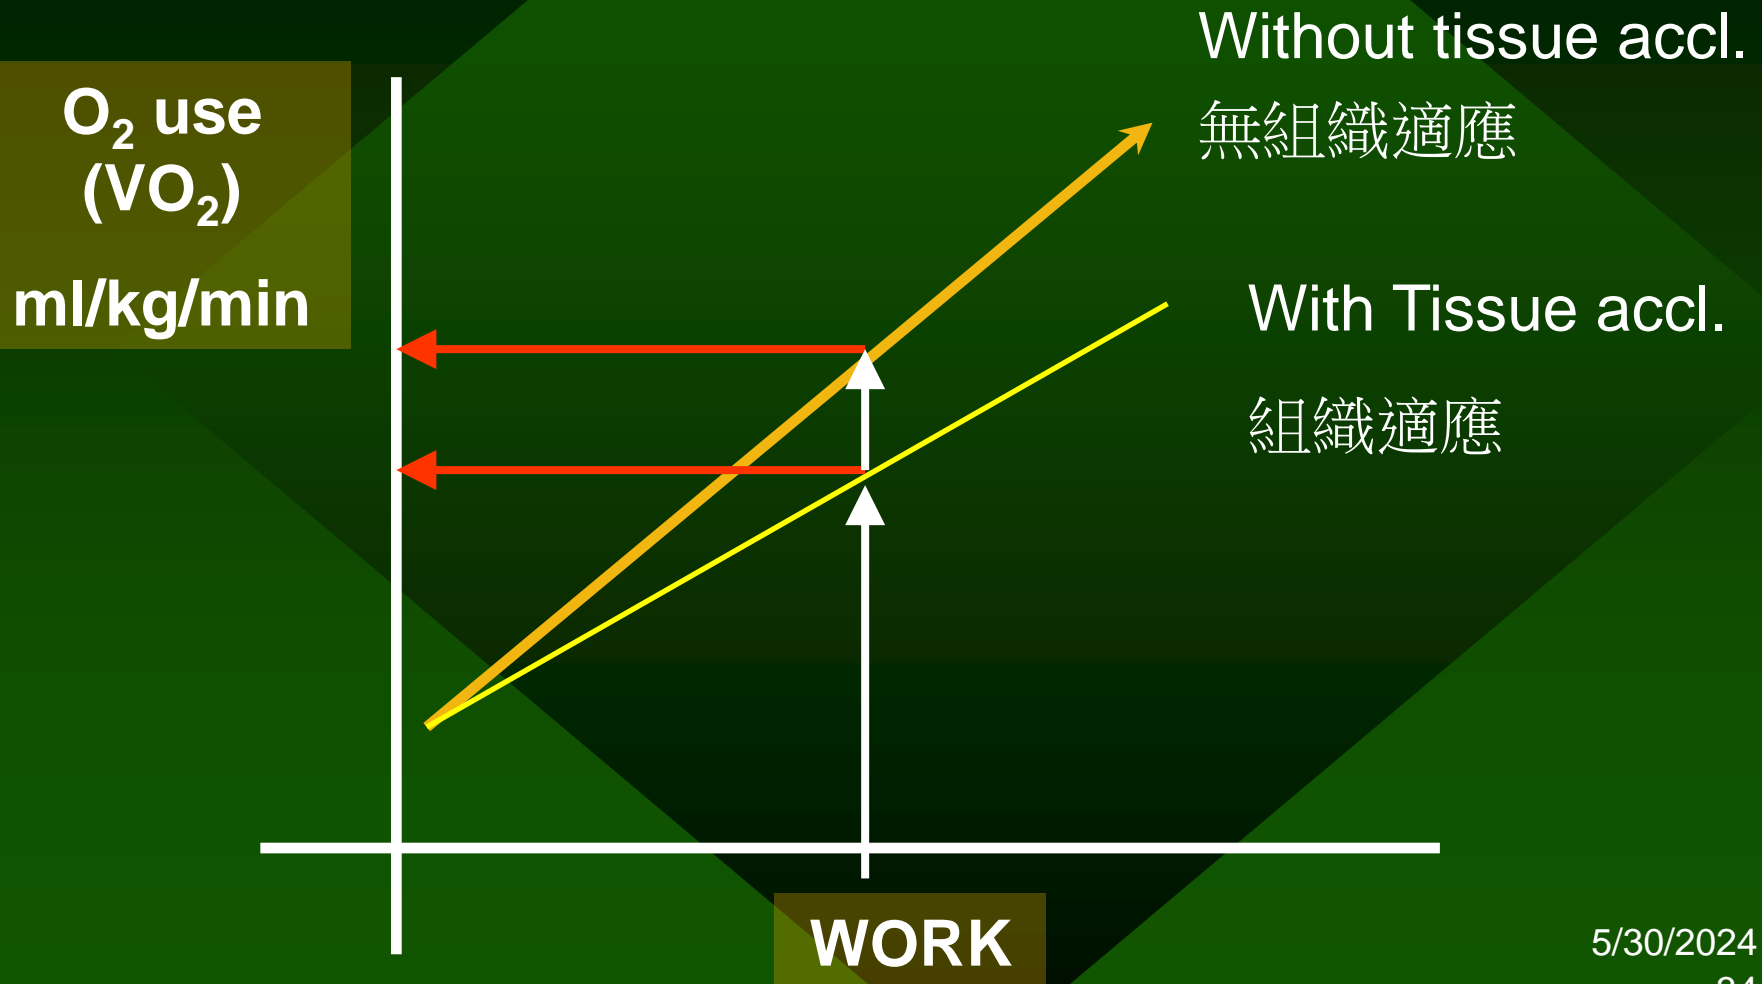 Without tissue accl.
無組織適應
O₂ use
(VO₂)
ml/kg/min
With Tissue accl.
組織適應
WORK
5/30/2024